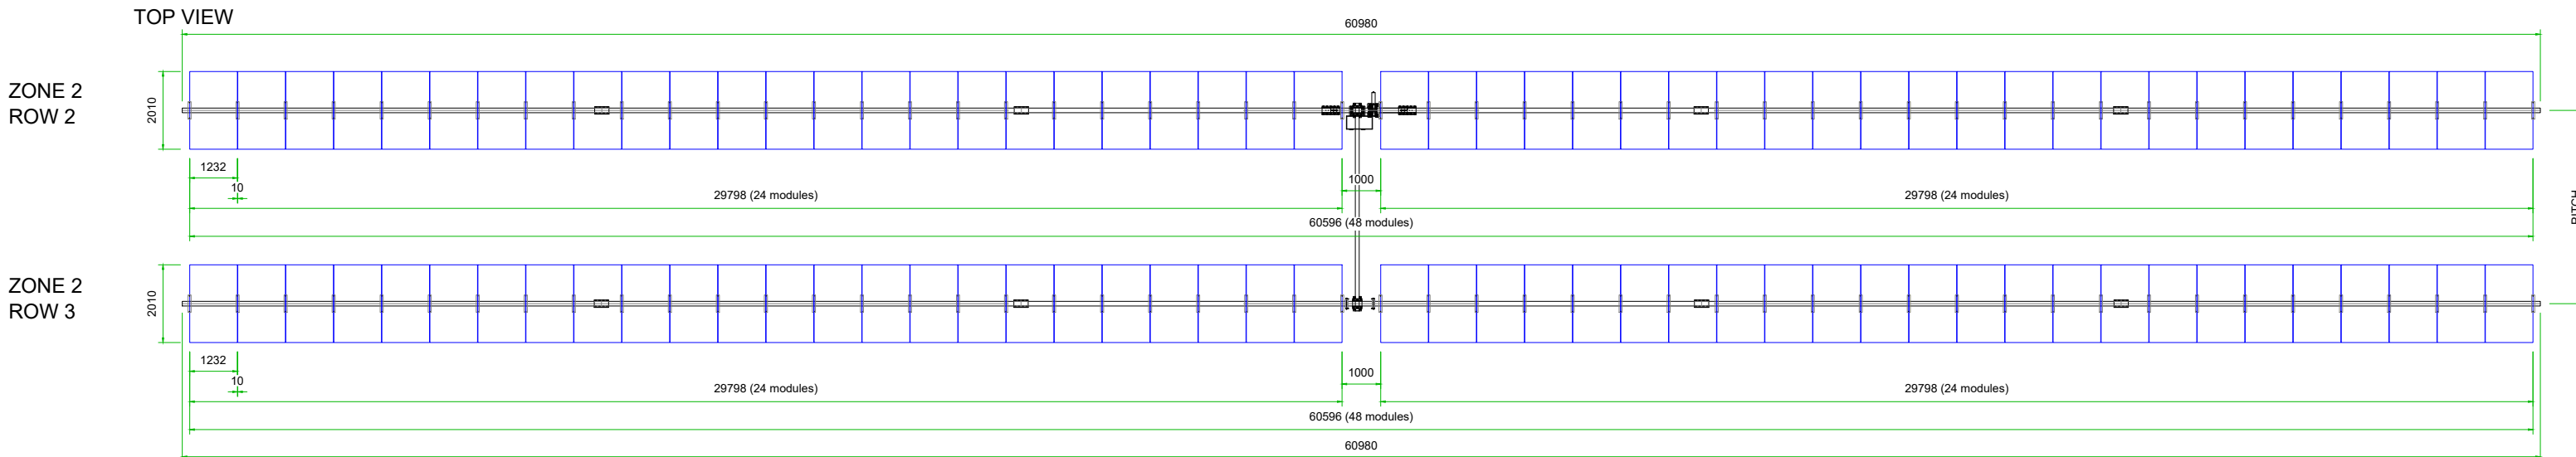 TOP VIEW
60980
ZONE 2
ROW 2
2010
1232
10
29798 (24 modules)
1000
29798 (24 modules)
60596 (48 modules)
PITCH
ZONE 2
ROW 3
2010
1232
10
29798 (24 modules)
1000
29798 (24 modules)
60596 (48 modules)
60980